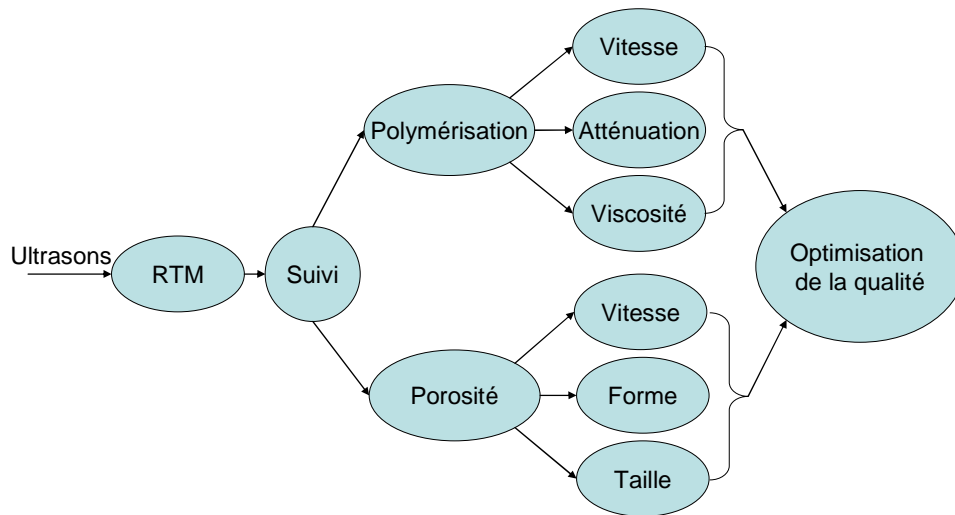 Ultrasons
RTM
Suivi
Polymérisation
Vitesse
Atténuation
Viscosité
Porosité
Vitesse
Forme
Taille
Optimisation
de la qualité